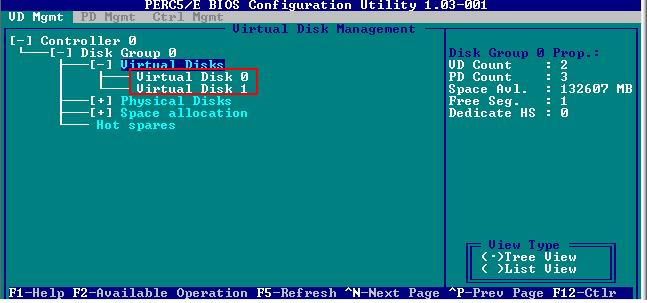 PERC5/E BIOS Configuration Utility 1.03-001
VD Mgmt PD Mgmt Ctrl Mgmt
Virtual Disk Management
[-] Controller 0
[-] Disk Group 0
[-] Virtual Disks
Virtual Disk 0
Virtual Disk 1
[+] Physical Disks
[+] Space allocation
Hot spares
Disk Group 0 Prop.:
VD Count : 2
PD Count : 3
Space Avl. : 132607 MB
Free Seg. : 1
Dedicate HS : 0
View Type
(·)Tree View
( )List View
F1-Help F2-Available Operation F5-Refresh ^N-Next Page ^P-Prev Page F12-Ctlr